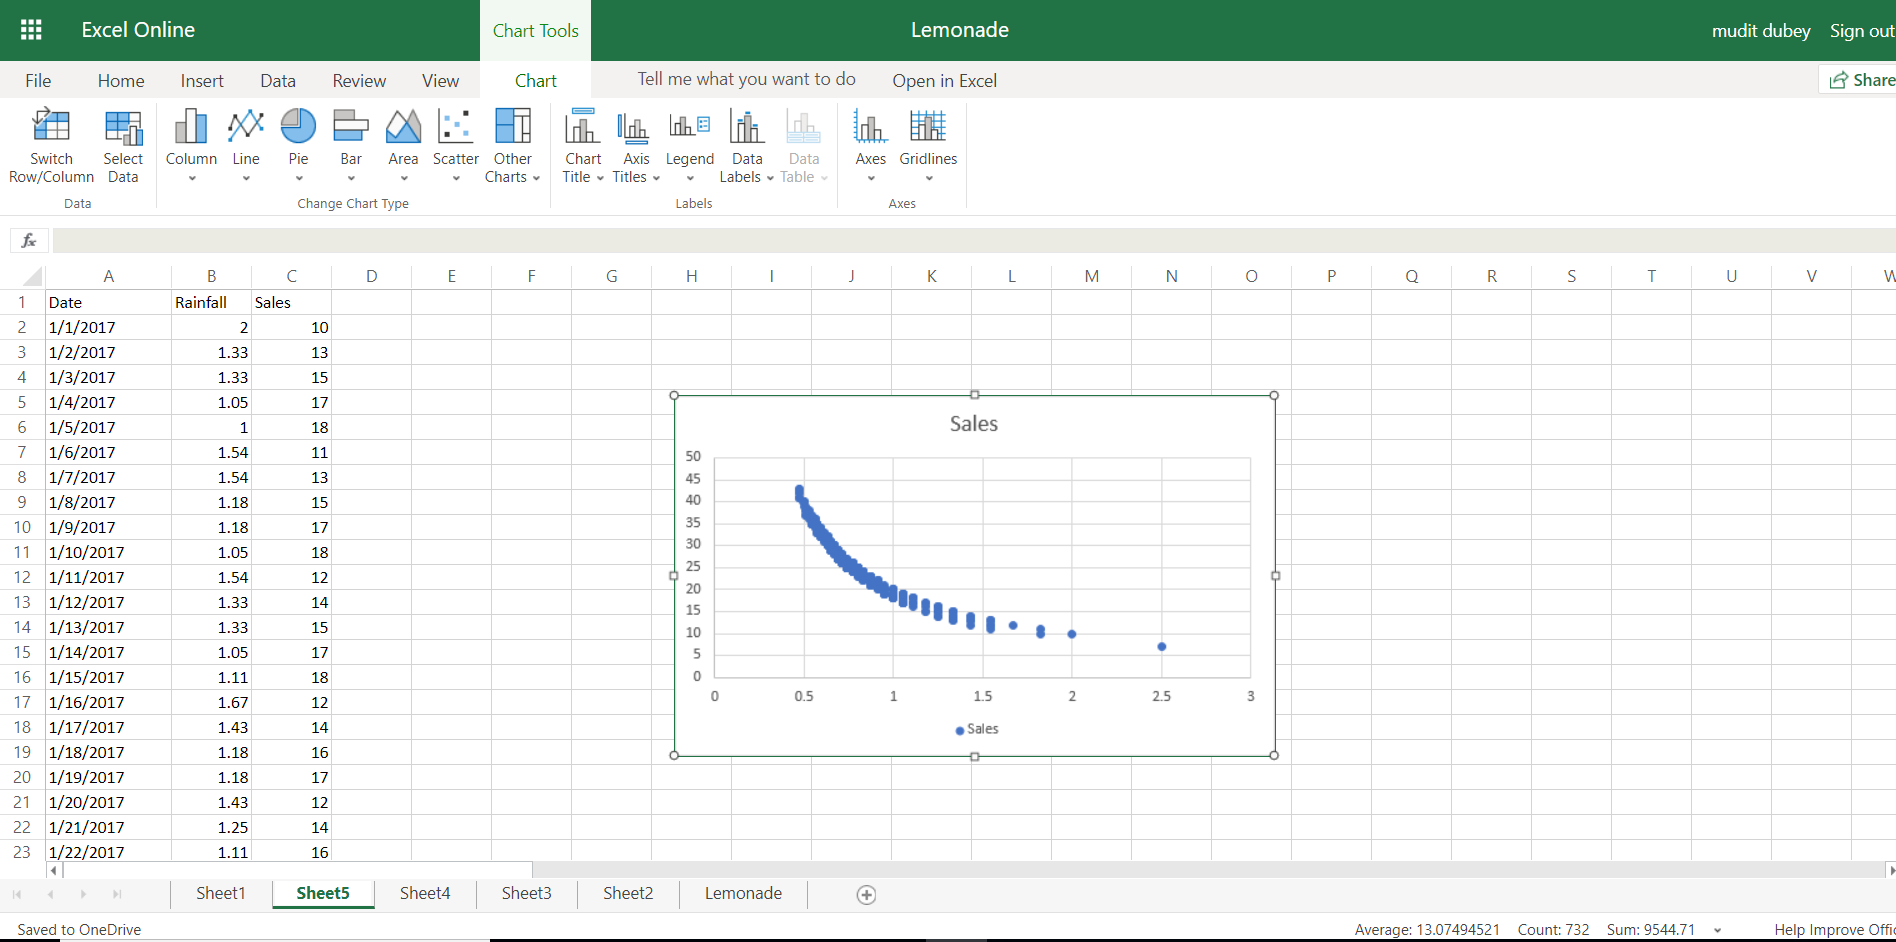 Excel Online Chart Tools Lemonade mudit dubey Sign out
File Home Insert Data Review View Chart Tell me what you want to do Open in Excel Share
Switch Row/Column Select Data Column Line Pie Bar Area Scatter Other Charts Chart Title Axis Titles Legend Data Labels Data Table Axes Gridlines
Data Change Chart Type Labels Axes
fx
A B C D E F G H I J K L M N O P Q R S T U V W
1 Date Rainfall Sales
2 1/1/2017 2 10
3 1/2/2017 1.33 13
4 1/3/2017 1.33 15
5 1/4/2017 1.05 17
6 1/5/2017 1 18
7 1/6/2017 1.54 11
8 1/7/2017 1.54 13
9 1/8/2017 1.18 15
10 1/9/2017 1.18 17
11 1/10/2017 1.05 18
12 1/11/2017 1.54 12
13 1/12/2017 1.33 14
14 1/13/2017 1.33 15
15 1/14/2017 1.05 17
16 1/15/2017 1.11 18
17 1/16/2017 1.67 12
18 1/17/2017 1.43 14
19 1/18/2017 1.18 16
20 1/19/2017 1.18 17
21 1/20/2017 1.43 12
22 1/21/2017 1.25 14
23 1/22/2017 1.11 16
Sales
50
45
40
35
30
25
20
15
10
5
0
0 0.5 1 1.5 2 2.5 3
Sales
Sheet1 Sheet5 Sheet4 Sheet3 Sheet2 Lemonade
Saved to OneDrive Average: 13.07494521 Count: 732 Sum: 9544.71 Help Improve Offic